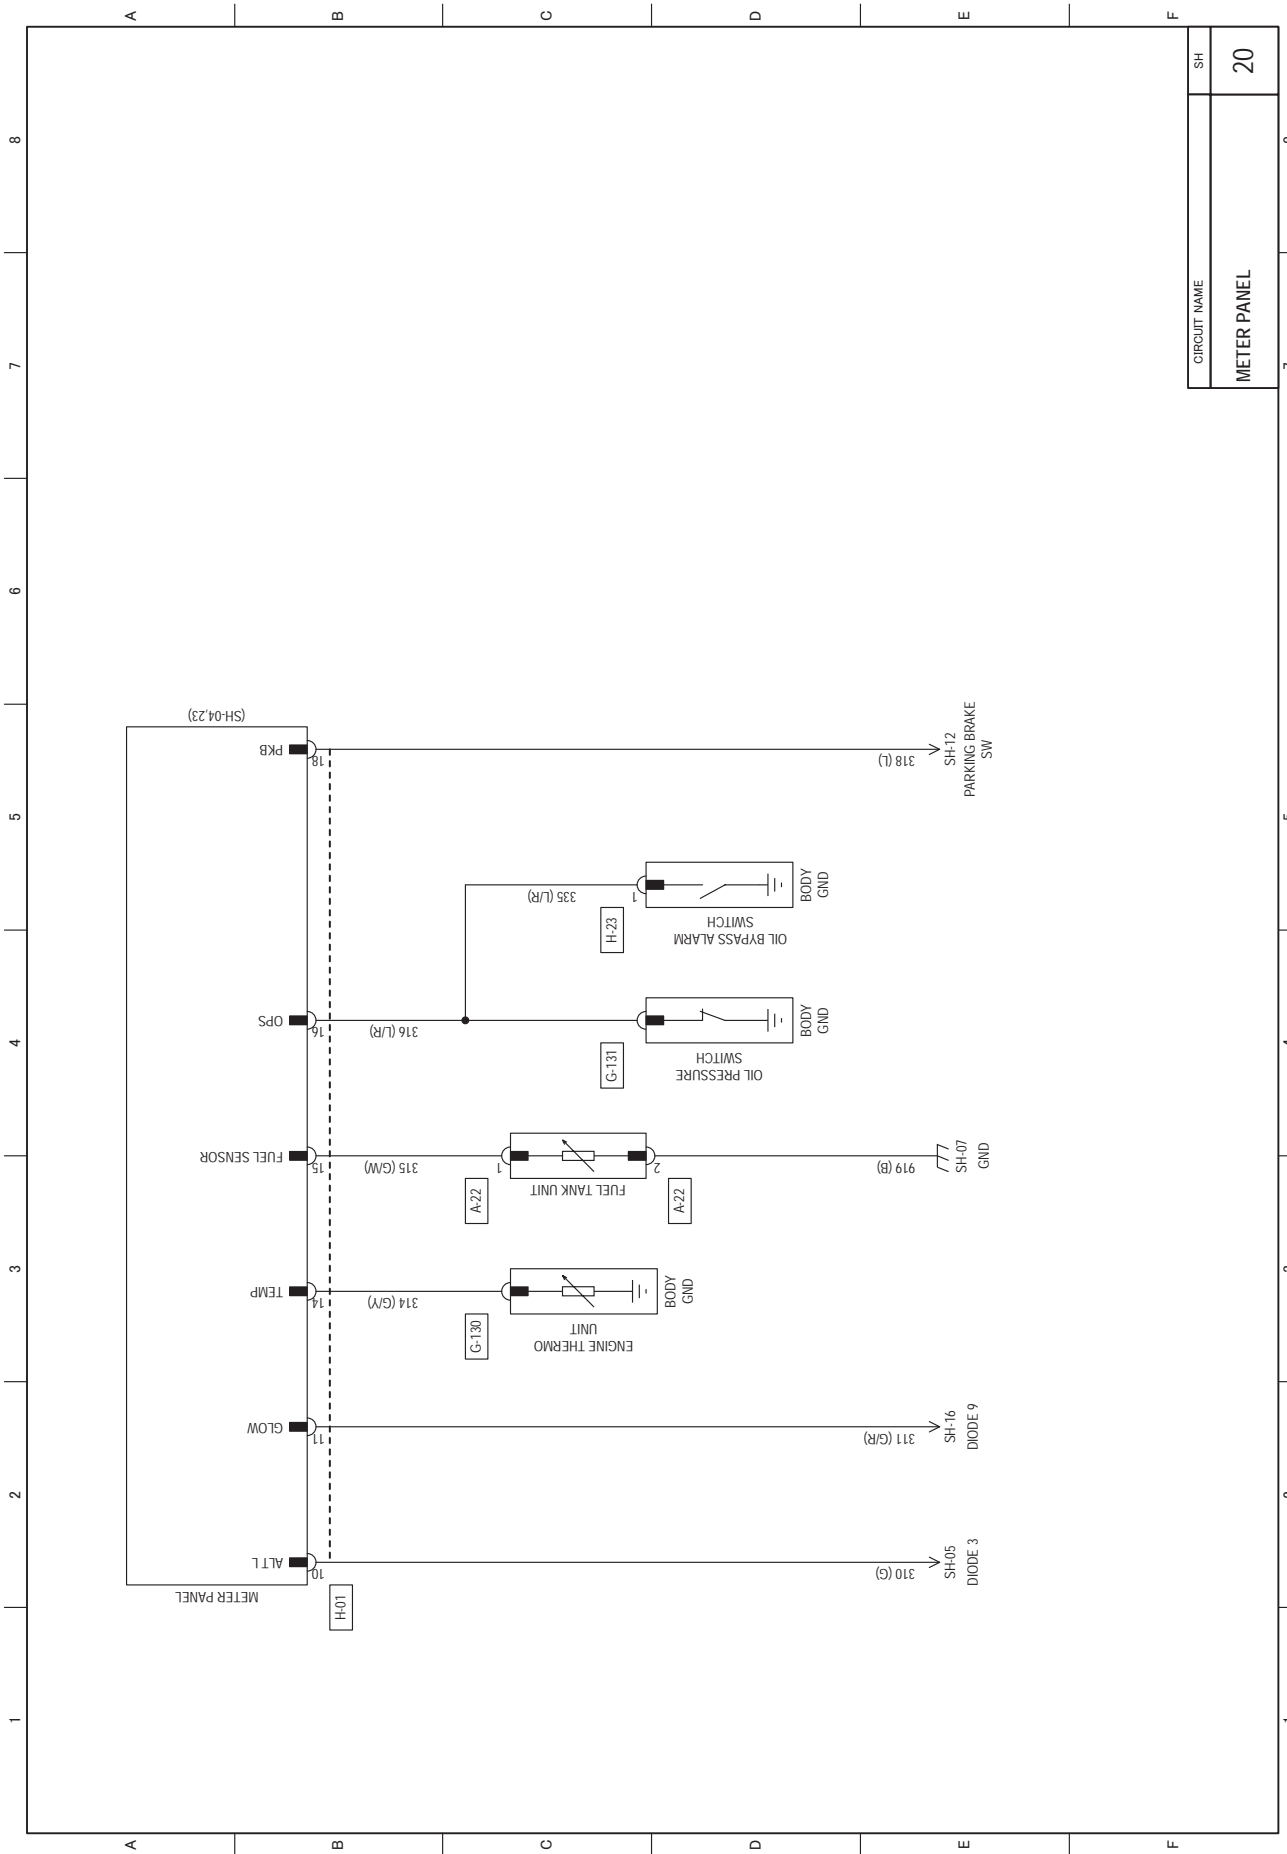 1
2
3
4
5
6
7
8
A
B
C
D
E
F
METER PANEL
(SH-04,23)
ALT L
GLOW
TEMP
FUEL SENSOR
OPS
PKB
10
11
14
15
16
18
H-01
314 (G/Y)
315 (G/W)
316 (L/R)
G-130
ENGINE THERMO
UNIT
BODY
GND
A-22
1
FUEL TANK UNIT
2
A-22
G-131
OIL PRESSURE
SWITCH
BODY
GND
335 (L/R)
H-23
1
OIL BYPASS ALARM
SWITCH
BODY
GND
310 (G)
SH-05
DIODE 3
311 (G/R)
SH-16
DIODE 9
919 (B)
SH-07
GND
318 (L)
SH-12
PARKING BRAKE
SW
A
B
C
D
E
F
CIRCUIT NAME
SH
METER PANEL
20